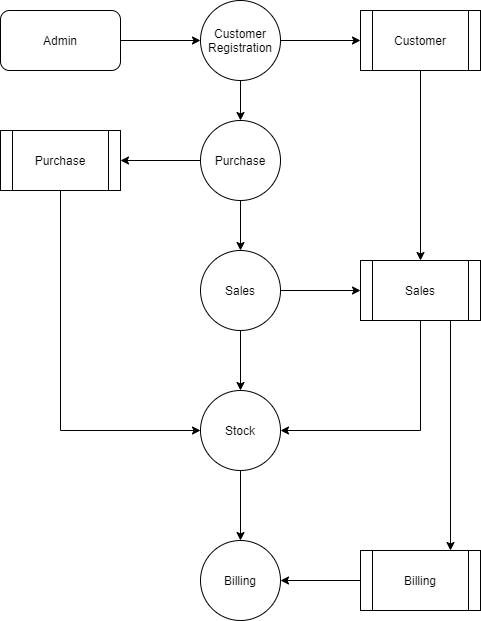 Admin
Customer
Registration
Customer
Purchase
Purchase
Sales
Sales
Stock
Billing
Billing